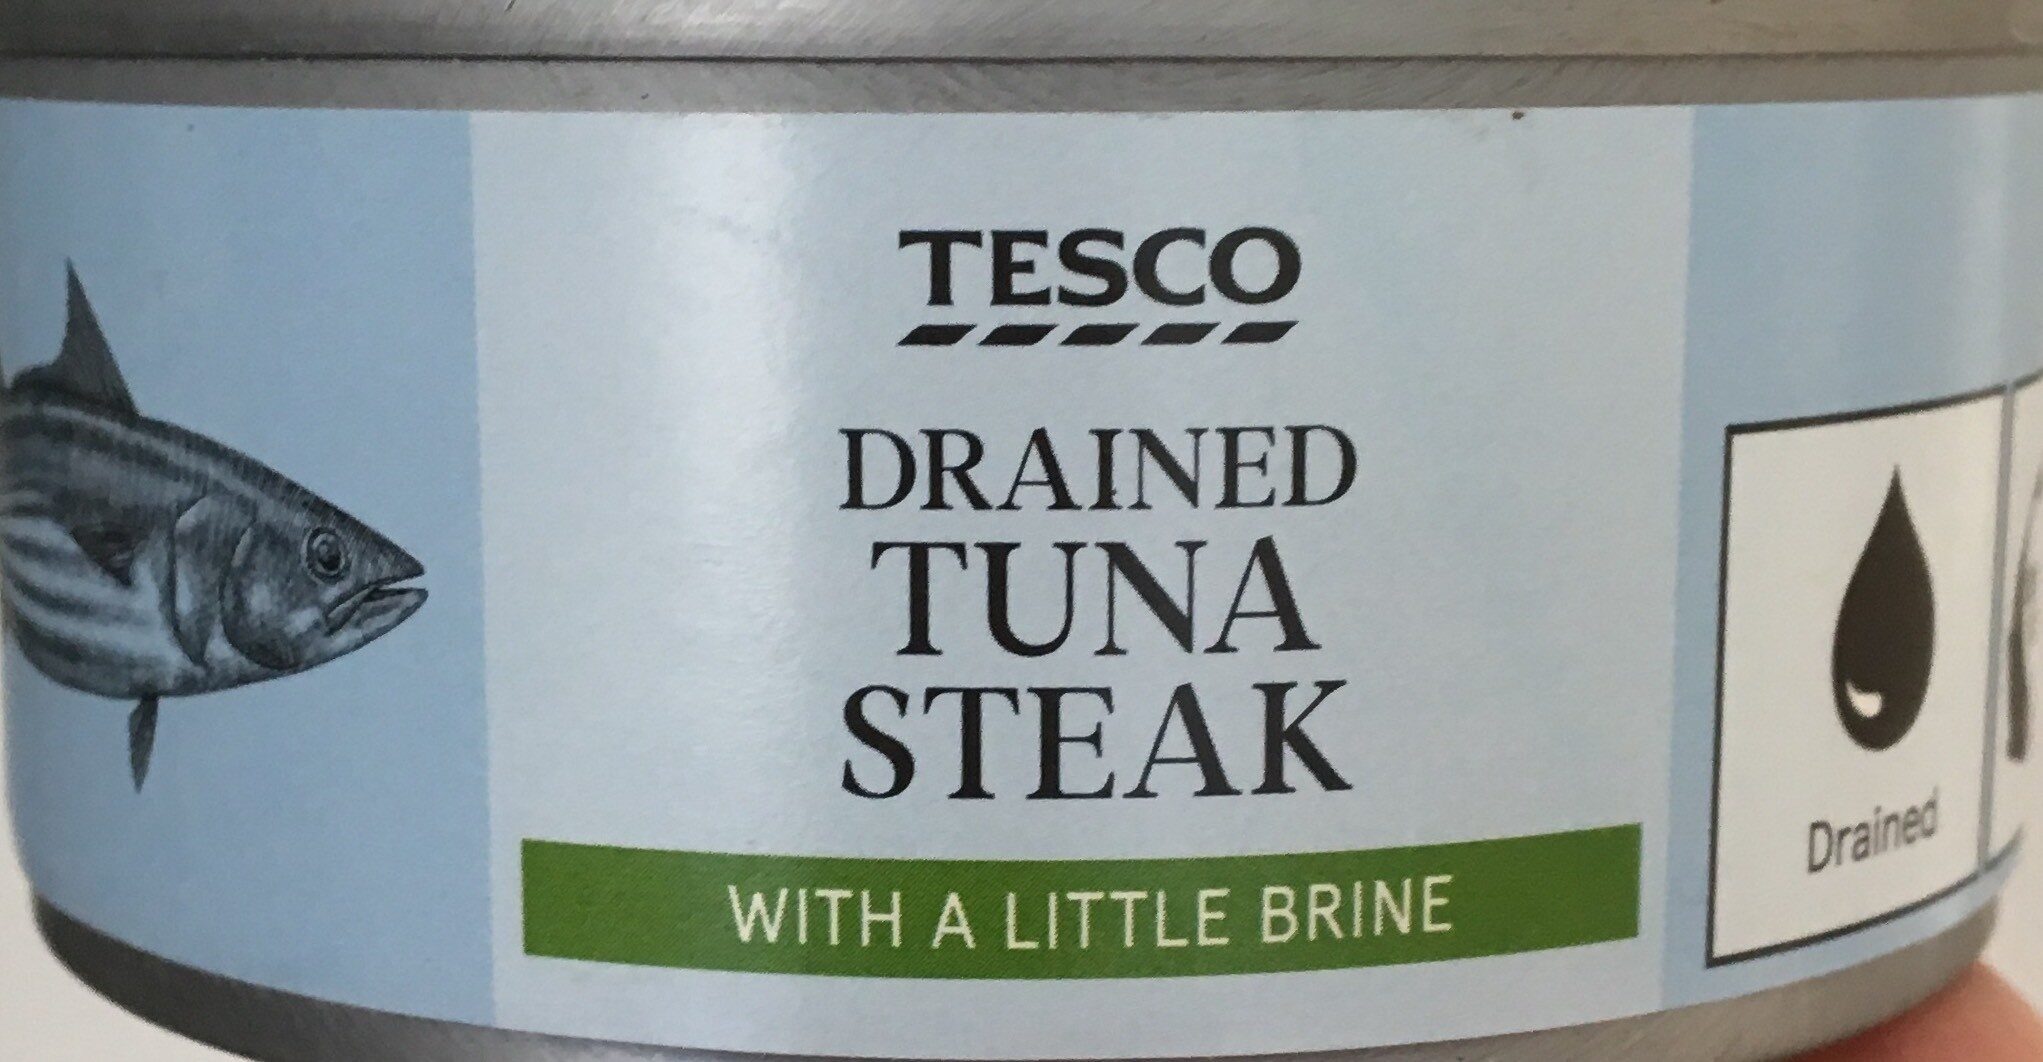 TESCO
DRAINED
TUNA
STEAK
WITH A LITTLE BRINE
Drained